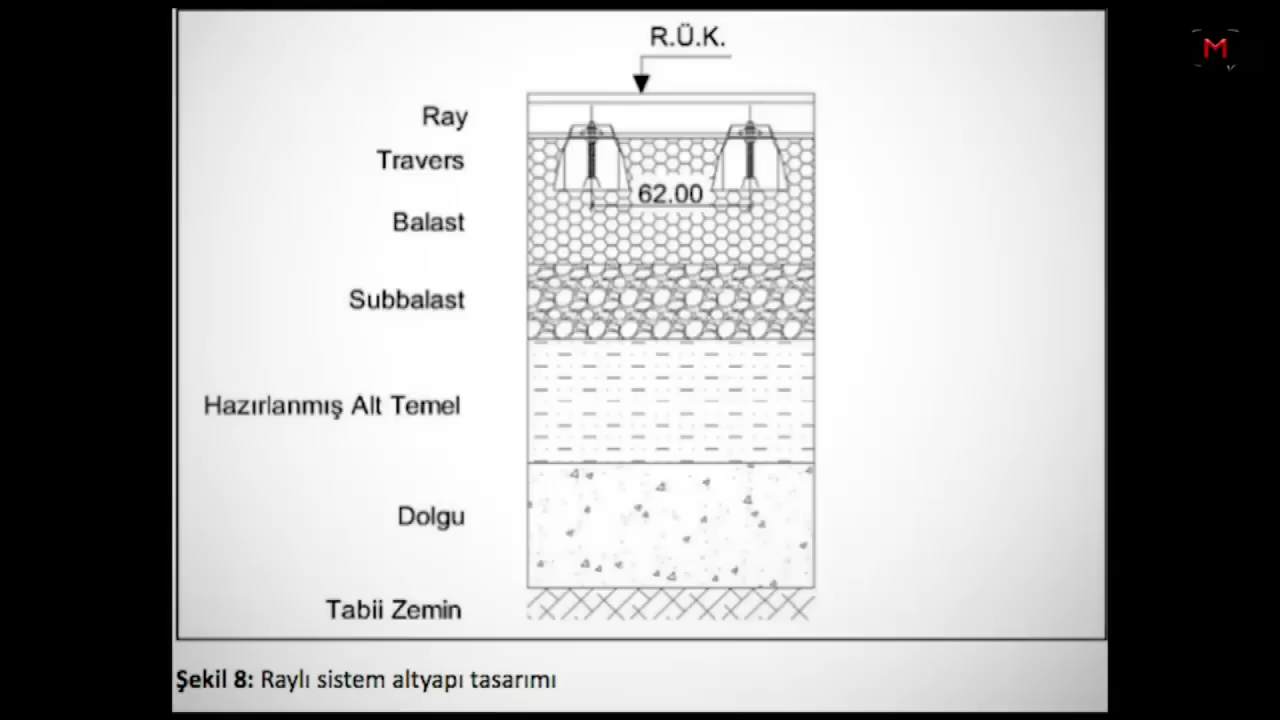 R.Ü.K.
Ray
Travers
62.00
Balast
Subbalast
Hazırlanmış Alt Temel
Dolgu
Tabii Zemin
Şekil 8: Raylı sistem altyapı tasarımı
M